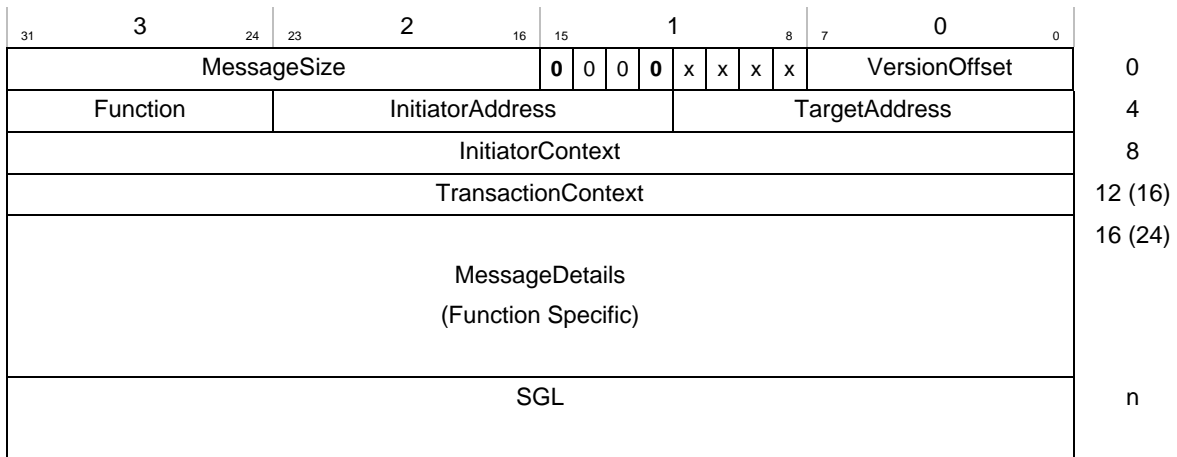 3 2 1 0
31 24 23 16 15 8 7 0
MessageSize 0 0 0 0 x x x x VersionOffset 0
Function InitiatorAddress TargetAddress 4
InitiatorContext 8
TransactionContext 12 (16)
16 (24)
MessageDetails
(Function Specific)
SGL n